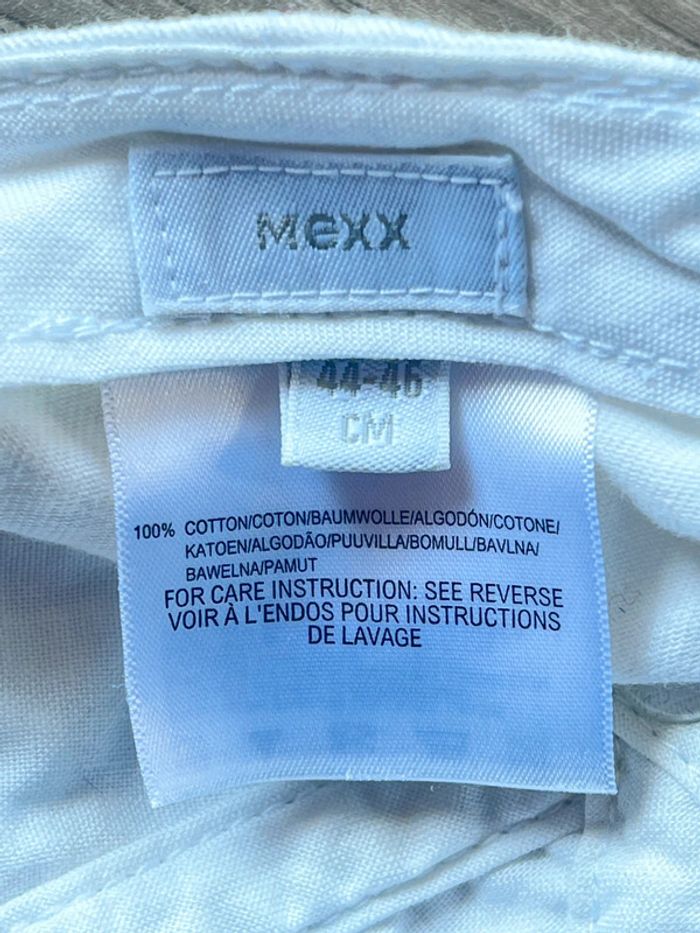 Mexx
44-46
CM
100% COTTON/COTON/BAUMWOLLE/ALGODÓN/COTONE/
KATOEN/ALGODÃO/PUUVILLA/BOMULL/BAVLNA/
BAWELNA/PAMUT
FOR CARE INSTRUCTION: SEE REVERSE
VOIR À L'ENDOS POUR INSTRUCTIONS
DE LAVAGE